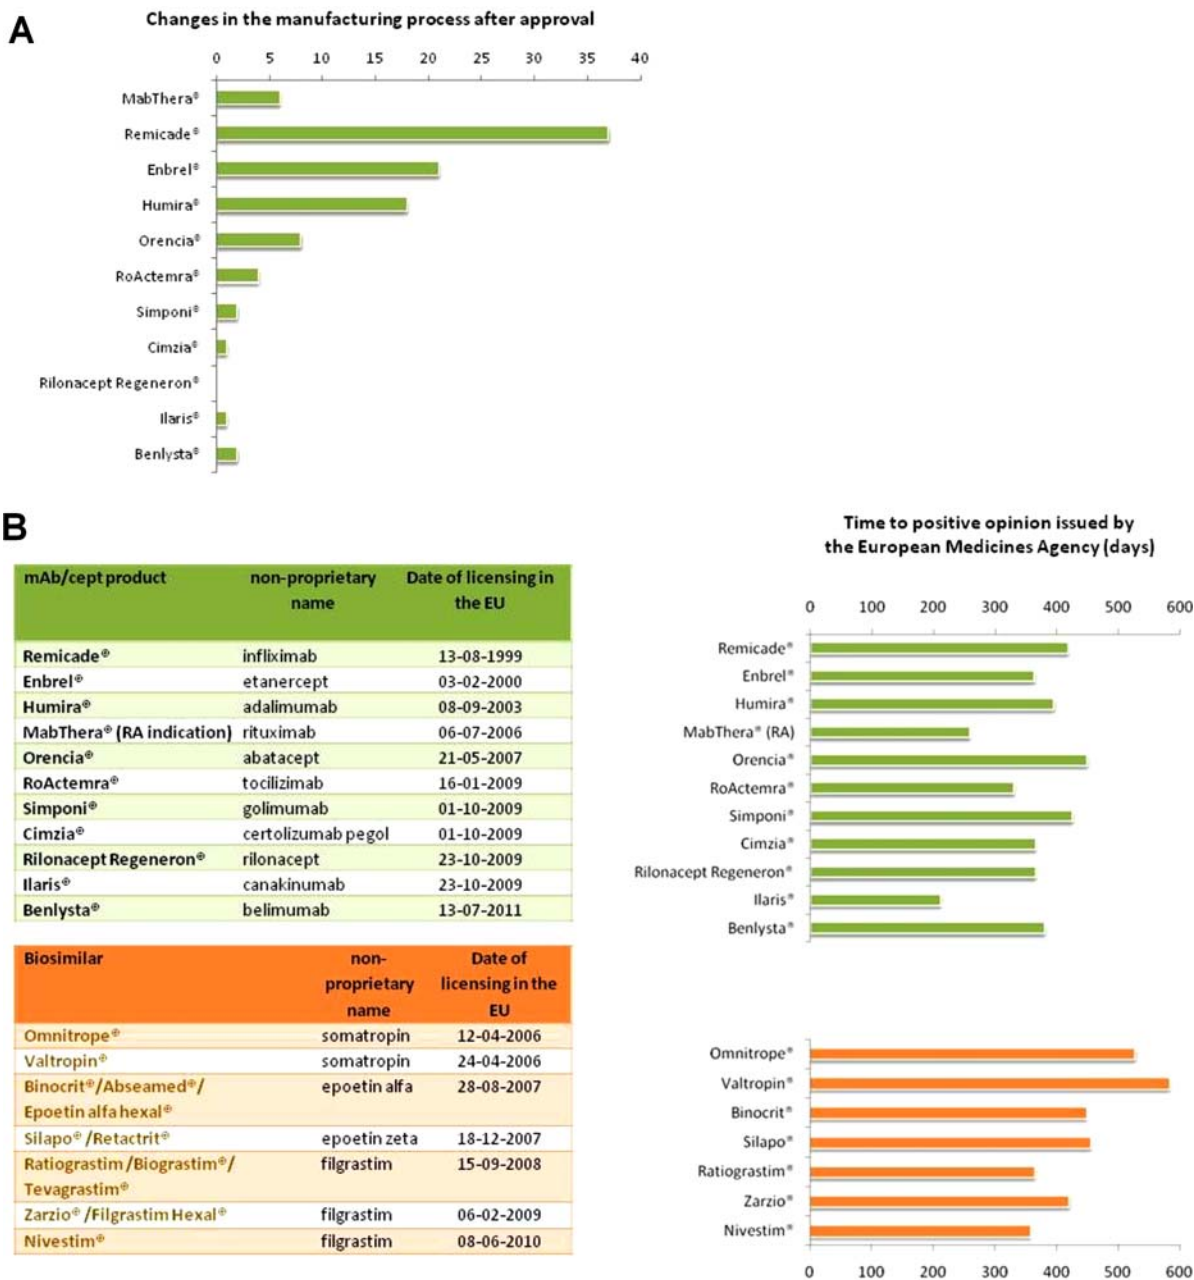 A
Changes in the manufacturing process after approval
0 5 10 15 20 25 30 35 40
MabThera®
Remicade®
Enbrel®
Humira®
Orencia®
RoActemra®
Simponi®
Cimzia®
Rilonacept Regeneron®
Ilaris®
Benlysta®
B
mAb/cept product non-proprietary Date of licensing in
name the EU
Remicade® infliximab 13-08-1999
Enbrel® etanercept 03-02-2000
Humira® adalimumab 08-09-2003
MabThera® (RA indication) rituximab 06-07-2006
Orencia® abatacept 21-05-2007
RoActemra® tocilizimab 16-01-2009
Simponi® golimumab 01-10-2009
Cimzia® certolizumab pegol 01-10-2009
Rilonacept Regeneron® rilonacept 23-10-2009
Ilaris® canakinumab 23-10-2009
Benlysta® belimumab 13-07-2011
Time to positive opinion issued by
the European Medicines Agency (days)
0 100 200 300 400 500 600
Remicade®
Enbrel®
Humira®
MabThera® (RA)
Orencia®
RoActemra®
Simponi®
Cimzia®
Rilonacept Regeneron®
Ilaris®
Benlysta®
Biosimilar non- Date of
proprietary licensing in the
name EU
Omnitrope® somatropin 12-04-2006
Valtropin® somatropin 24-04-2006
Binocrit®/Abseamed®/ epoetin alfa 28-08-2007
Epoetin alfa hexal®
Silapo® /Retactrit® epoetin zeta 18-12-2007
Ratiograstim /Biograstim®/ filgrastim 15-09-2008
Tevagrastim®
Zarzio® /Filgrastim Hexal® filgrastim 06-02-2009
Nivestim® filgrastim 08-06-2010
Omnitrope®
Valtropin®
Binocrit®
Silapo®
Ratiograstim®
Zarzio®
Nivestim®
0 100 200 300 400 500 600